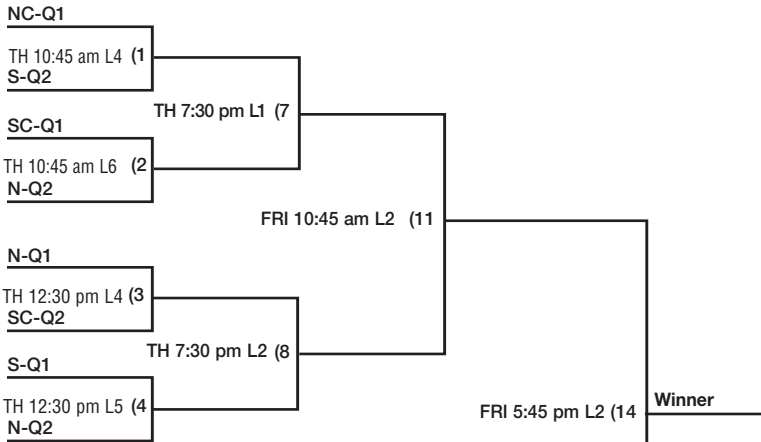 NC-Q1
TH 10:45 am L4 (1
S-Q2
TH 7:30 pm L1 (7
SC-Q1
TH 10:45 am L6 (2
N-Q2
FRI 10:45 am L2 (11
N-Q1
TH 12:30 pm L4 (3
SC-Q2
TH 7:30 pm L2 (8
S-Q1
TH 12:30 pm L5 (4
N-Q2
FRI 5:45 pm L2 (14
Winner